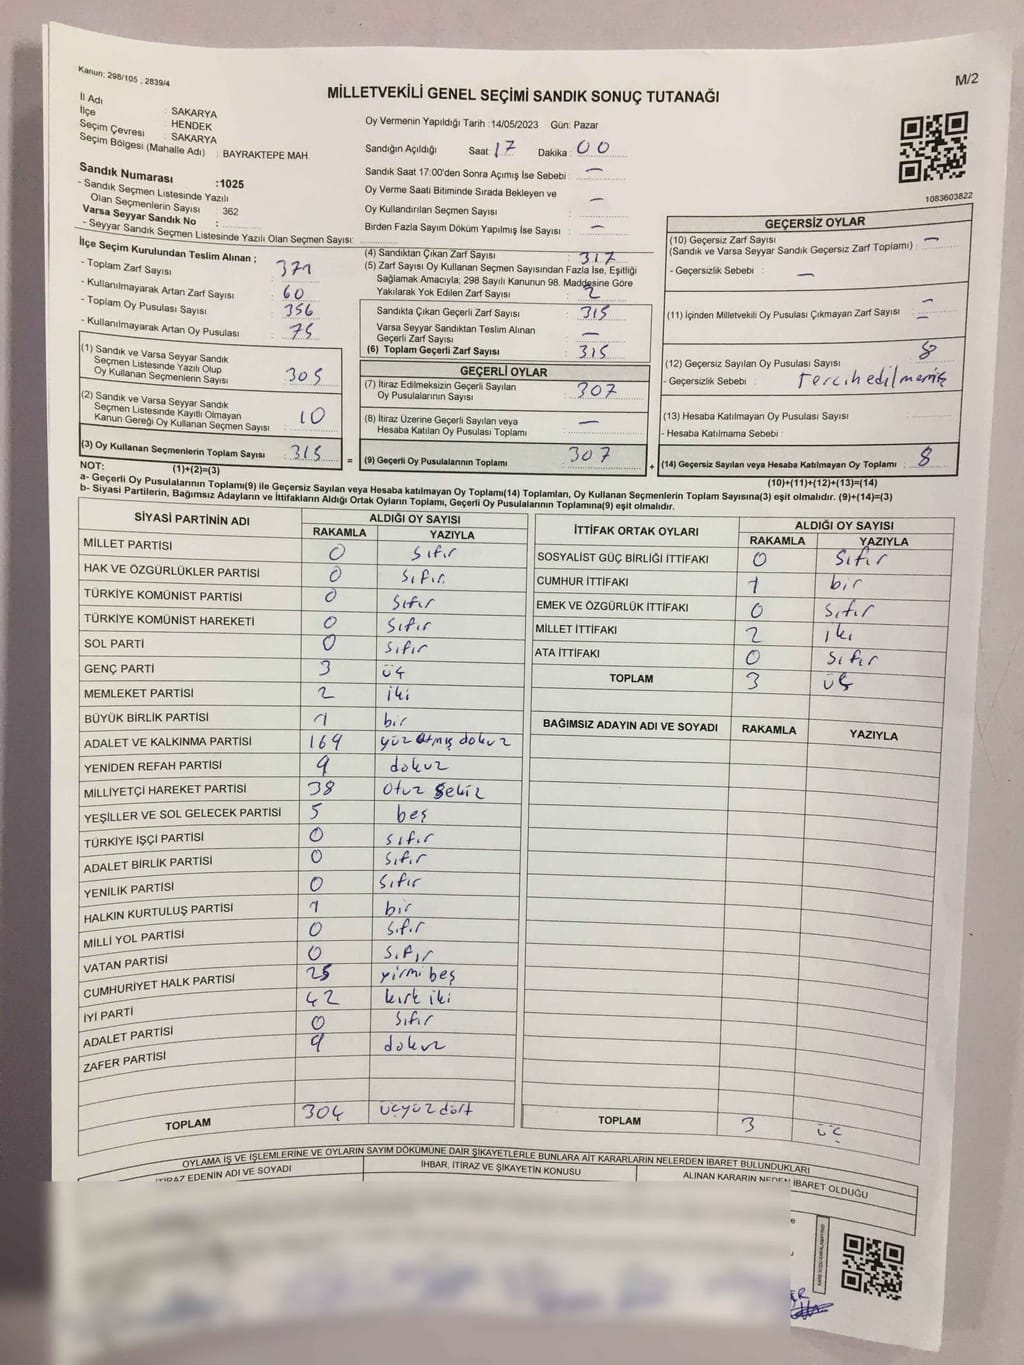 Kanun; 298/105 , 2839/4
M/2
MİLLETVEKİLİ GENEL SEÇİMİ SANDIK SONUÇ TUTANAĞI
İl Adı : SAKARYA
İlçe : HENDEK
Seçim Çevresi : SAKARYA
Seçim Bölgesi (Mahalle Adı) : BAYRAKTEPE MAH.
Oy Vermenin Yapıldığı Tarih :14/05/2023 Gün: Pazar
Sandığın Açıldığı Saat: 17 Dakika : 00
Sandık Saat 17:00'den Sonra Açımış İse Sebebi : —
Oy Verme Saati Bitiminde Sırada Bekleyen ve
Oy Kullandırılan Seçmen Sayısı : —
Birden Fazla Sayım Döküm Yapılmış İse Sayısı : —
1083603822
Sandık Numarası :1025
- Sandık Seçmen Listesinde Yazılı
Olan Seçmenlerin Sayısı : 362
Varsa Seyyar Sandık No :
- Seyyar Sandık Seçmen Listesinde Yazılı Olan Seçmen Sayısı:
İlçe Seçim Kurulundan Teslim Alınan ;
- Toplam Zarf Sayısı : 371
- Kullanılmayarak Artan Zarf Sayısı : 60
- Toplam Oy Pusulası : 356
- Kullanılmayarak Artan Oy Pusulası : 75
(1) Sandık ve Varsa Seyyar Sandık
Seçmen Listesinde Yazılı Olup
Oy Kullanan Seçmenlerin Sayısı : 305
(2) Sandık ve Varsa Seyyar Sandık
Seçmen Listesinde Kayıtlı Olmayan
Kanun Gereği Oy Kullanan Seçmen Sayısı : 10
(3) Oy Kullanan Seçmenlerin Toplam Sayısı : 315
(1)+(2)=(3)
(4) Sandıktan Çıkan Zarf Sayısı : 317
(5) Zarf Sayısı Oy Kullanan Seçmen Sayısından Fazla İse, Eşitliği
Sağlamak Amacıyla, 298 Sayılı Kanunun 98. Maddesine Göre
Yakılarak Yok Edilen Zarf Sayısı : 2
Sandıkta Çıkan Geçerli Zarf Sayısı : 315
Varsa Seyyar Sandıktan Teslim Alınan
Geçerli Zarf Sayısı : —
(6) Toplam Geçerli Zarf Sayısı : 315
GEÇERLİ OYLAR
(7) İtiraz Edilmeksizin Geçerli Sayılan
Oy Pusulalarının Sayısı : 307
(8) İtiraz Üzerine Geçerli Sayılan veya
Hesaba Katılan Oy Pusulası Toplamı : —
= (9) Geçerli Oy Pusulalarının Toplamı : 307
GEÇERSİZ OYLAR
(10) Geçersiz Zarf Sayısı
(Sandık ve Varsa Seyyar Sandık Geçersiz Zarf Toplamı) : —
- Geçersizlik Sebebi : —
(11) İçinden Milletvekili Oy Pusulası Çıkmayan Zarf Sayısı : —
(12) Geçersiz Sayılan Oy Pusulası Sayısı : 8
- Geçersizlik Sebebi : tercih edilmemiş
(13) Hesaba Katılmayan Oy Pusulası Sayısı :
- Hesaba Katılmama Sebebi :
+ (14) Geçersiz Sayılan veya Hesaba Katılmayan Oy Toplamı : 8
(10)+(11)+(12)+(13)=(14)
NOT:
a- Geçerli Oy Pusulaları Toplamı(9) ile Geçersiz Sayılan veya Hesaba katılmayan Oy Toplamı(14) Toplamları, Oy Kullanan Seçmenlerin Toplam Sayısına(3) eşit olmalıdır. (9)+(14)=(3)
b- Siyasi Partilerin, Bağımsız Adayların ve İttifakların Aldığı Ortak Oyların Toplamı, Geçerli Oy Pusulalarının Toplamına(9) eşit olmalıdır.
SİYASİ PARTİNİN ADI ALDIĞI OY SAYISI
RAKAMLA YAZIYLA
MİLLET PARTİSİ 0 sıfır
HAK VE ÖZGÜRLÜKLER PARTİSİ 0 sıfır
TÜRKİYE KOMÜNİST PARTİSİ 0 sıfır
TÜRKİYE KOMÜNİST HAREKETİ 0 sıfır
SOL PARTİ 0 sıfır
GENÇ PARTİ 3 üç
MEMLEKET PARTİSİ 2 iki
BÜYÜK BİRLİK PARTİSİ 1 bir
ADALET VE KALKINMA PARTİSİ 169 yüz atmış dokuz
YENİDEN REFAH PARTİSİ 9 dokuz
MİLLİYETÇİ HAREKET PARTİSİ 38 otuz sekiz
YEŞİLLER VE SOL GELECEK PARTİSİ 5 beş
TÜRKİYE İŞÇİ PARTİSİ 0 sıfır
ADALET BİRLİK PARTİSİ 0 sıfır
YENİLİK PARTİSİ 0 sıfır
HALKIN KURTULUŞ PARTİSİ 1 bir
MİLLİ YOL PARTİSİ 0 sıfır
VATAN PARTİSİ 0 sıfır
CUMHURİYET HALK PARTİSİ 25 yirmi beş
İYİ PARTİ 42 kırk iki
ADALET PARTİSİ 0 sıfır
ZAFER PARTİSİ 9 dokuz
TOPLAM 304 üçyüz dört
İTTİFAK ORTAK OYLARI ALDIĞI OY SAYISI
RAKAMLA YAZIYLA
SOSYALİST GÜÇ BİRLİĞİ İTTİFAKI 0 sıfır
CUMHUR İTTİFAKI 1 bir
EMEK VE ÖZGÜRLÜK İTTİFAKI 0 sıfır
MİLLET İTTİFAKI 2 iki
ATA İTTİFAKI 0 sıfır
TOPLAM 3 üç
BAĞIMSIZ ADAYIN ADI VE SOYADI RAKAMLA YAZIYLA
TOPLAM 3 üç
OYLAMA İŞ VE İŞLEMLERİNE VE OYLARIN SAYIM DÖKÜMÜNE DAİR ŞİKAYETLERLE BUNLARA AİT KARARLARIN NELERDEN İBARET BULUNDUKLARI
İTİRAZ EDENİN ADI VE SOYADI İHBAR, İTİRAZ VE ŞİKAYETİN KONUSU ALINAN KARARIN NEDEN İBARET OLDUĞU